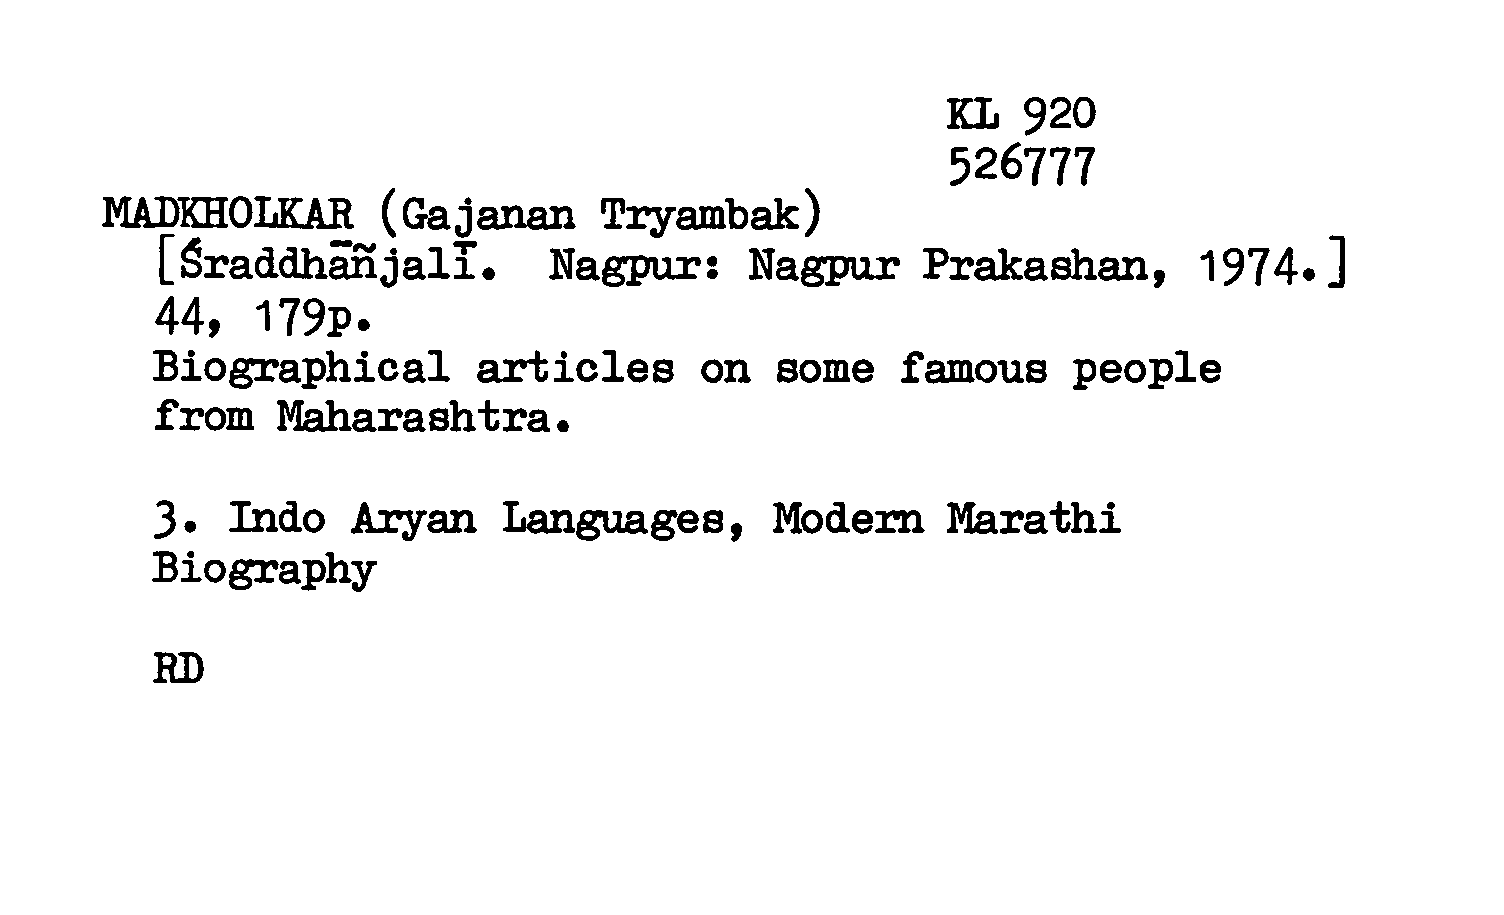 KL 920
526777
MADKHOLKAR (Gajanan Tryambak)
[Śraddhāñjalī. Nagpur: Nagpur Prakashan, 1974.]
44, 179p.
Biographical articles on some famous people
from Maharashtra.
3. Indo Aryan Languages, Modern Marathi
Biography
RD